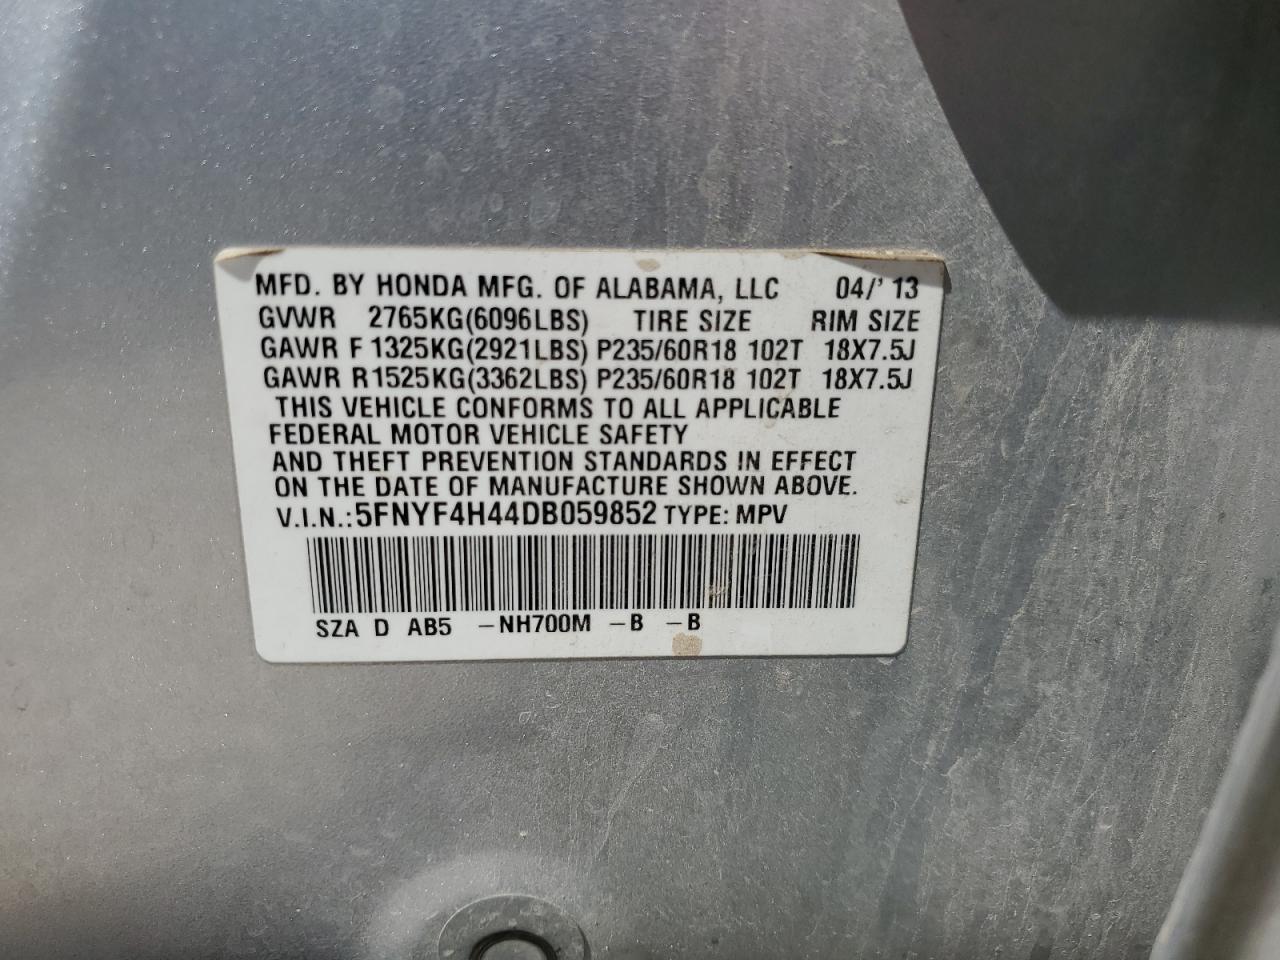 MFD. BY HONDA MFG. OF ALABAMA, LLC 04/' 13
GVWR 2765KG(6096LBS) TIRE SIZE RIM SIZE
GAWR F 1325KG(2921LBS) P235/60R18 102T 18X7.5J
GAWR R1525KG(3362LBS) P235/60R18 102T 18X7.5J
THIS VEHICLE CONFORMS TO ALL APPLICABLE
FEDERAL MOTOR VEHICLE SAFETY
AND THEFT PREVENTION STANDARDS IN EFFECT
ON THE DATE OF MANUFACTURE SHOWN ABOVE.
V.I.N.: 5FNYF4H44DB059852 TYPE: MPV
SZA D AB5 -NH700M -B -B